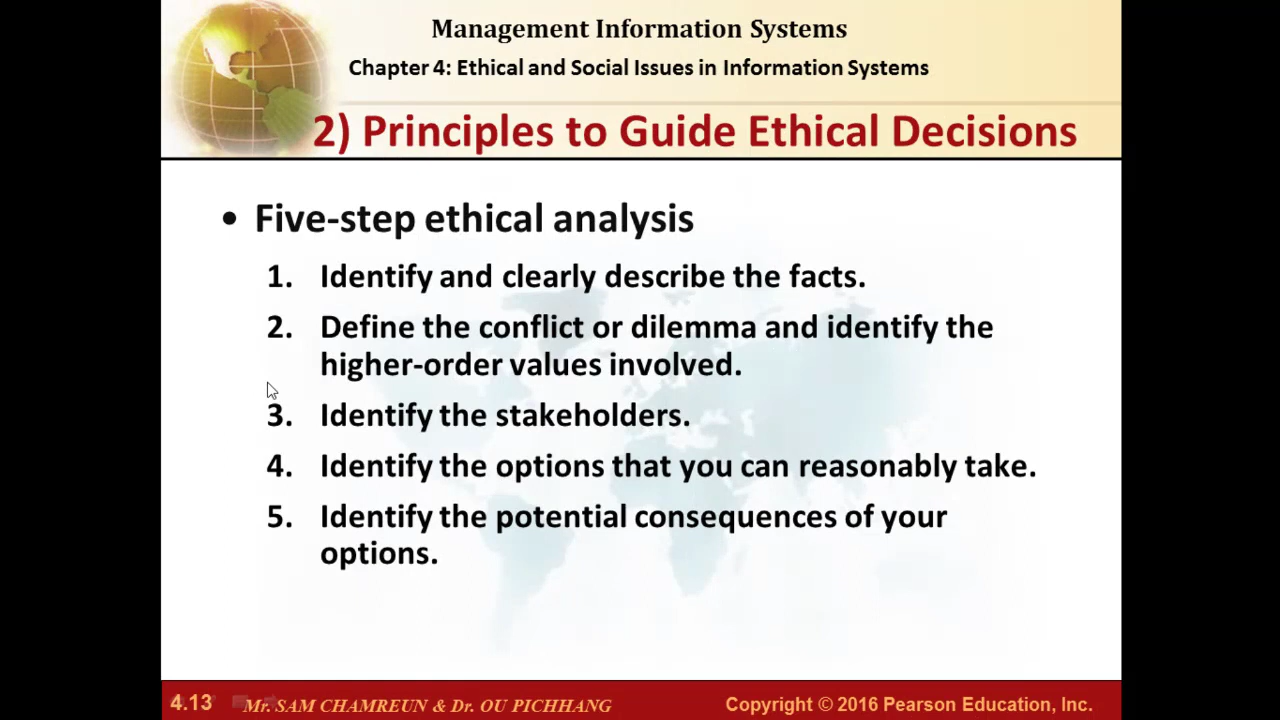 Management Information Systems
Chapter 4: Ethical and Social Issues in Information Systems
2) Principles to Guide Ethical Decisions
• Five-step ethical analysis
1. Identify and clearly describe the facts.
2. Define the conflict or dilemma and identify the
higher-order values involved.
3. Identify the stakeholders.
4. Identify the options that you can reasonably take.
5. Identify the potential consequences of your
options.
4.13 Mr. SAM CHAMREUN & Dr. OU PICHHANG Copyright © 2016 Pearson Education, Inc.